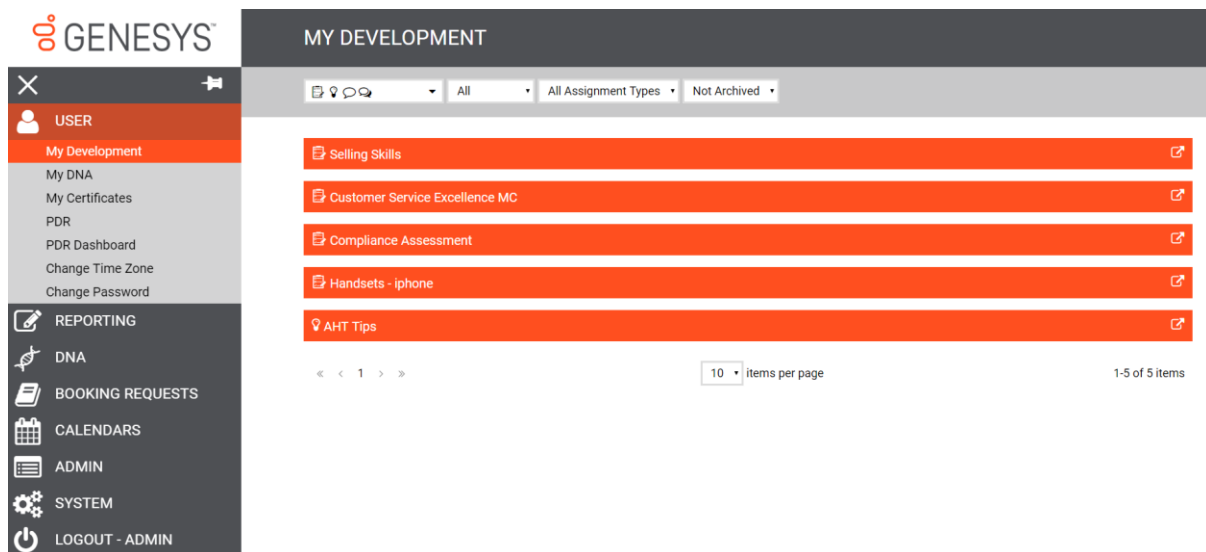 GENESYS™
MY DEVELOPMENT
All
All Assignment Types
Not Archived
USER
My Development
My DNA
My Certificates
PDR
PDR Dashboard
Change Time Zone
Change Password
REPORTING
DNA
BOOKING REQUESTS
CALENDARS
ADMIN
SYSTEM
LOGOUT - ADMIN
Selling Skills
Customer Service Excellence MC
Compliance Assessment
Handsets - iphone
AHT Tips
« < 1 > »
10 items per page
1-5 of 5 items